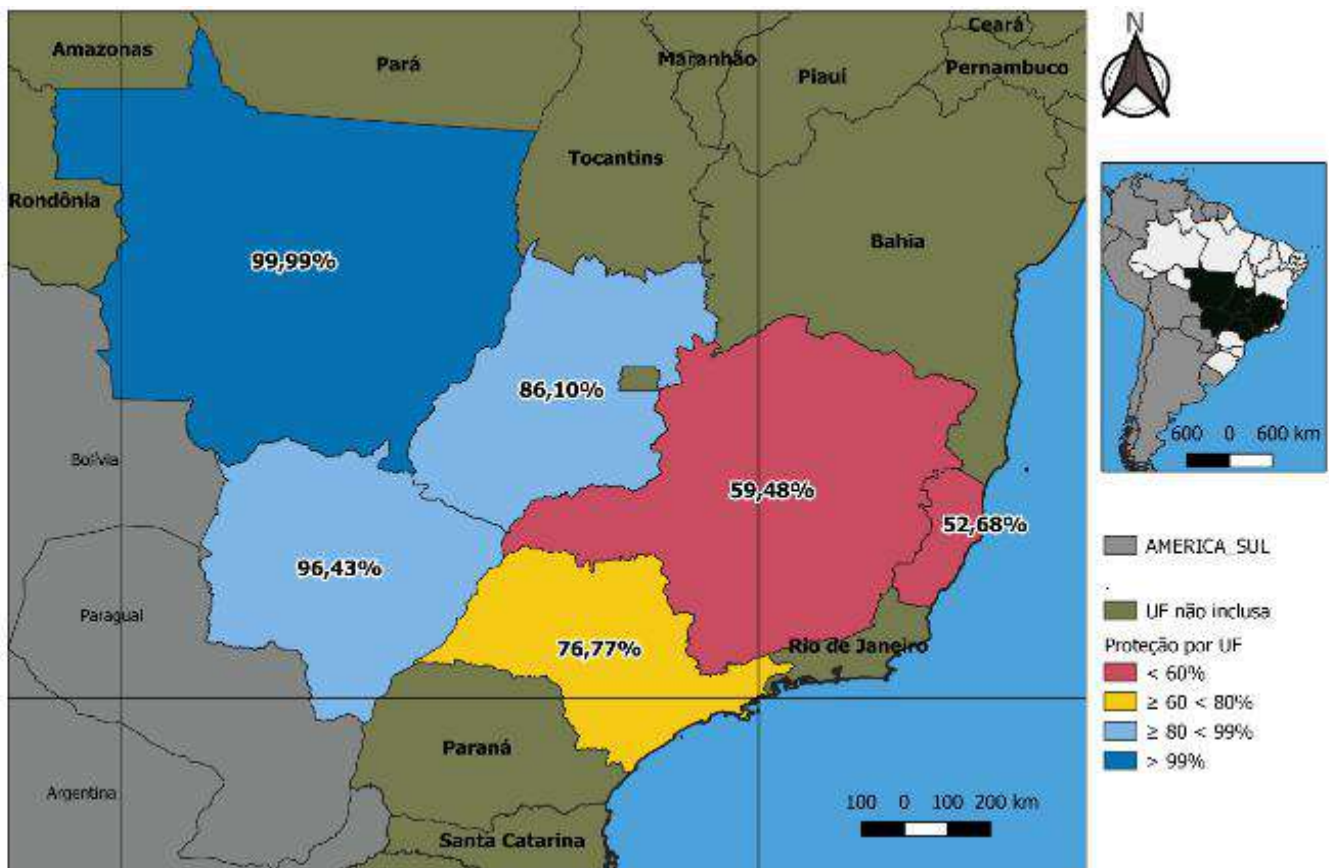 Amazonas
Pará
Maranhão
Piauí
Ceará
Pernambuco
Tocantins
Rondônia
Bahia
99,99%
86,10%
Bolívia
59,48%
52,68%
96,43%
Paraguai
76,77%
Rio de Janeiro
Paraná
Argentina
Santa Catarina
100 0 100 200 km
N
600 0 600 km
AMERICA_SUL
.
UF não inclusa
Proteção por UF
< 60%
≥ 60 < 80%
≥ 80 < 99%
> 99%